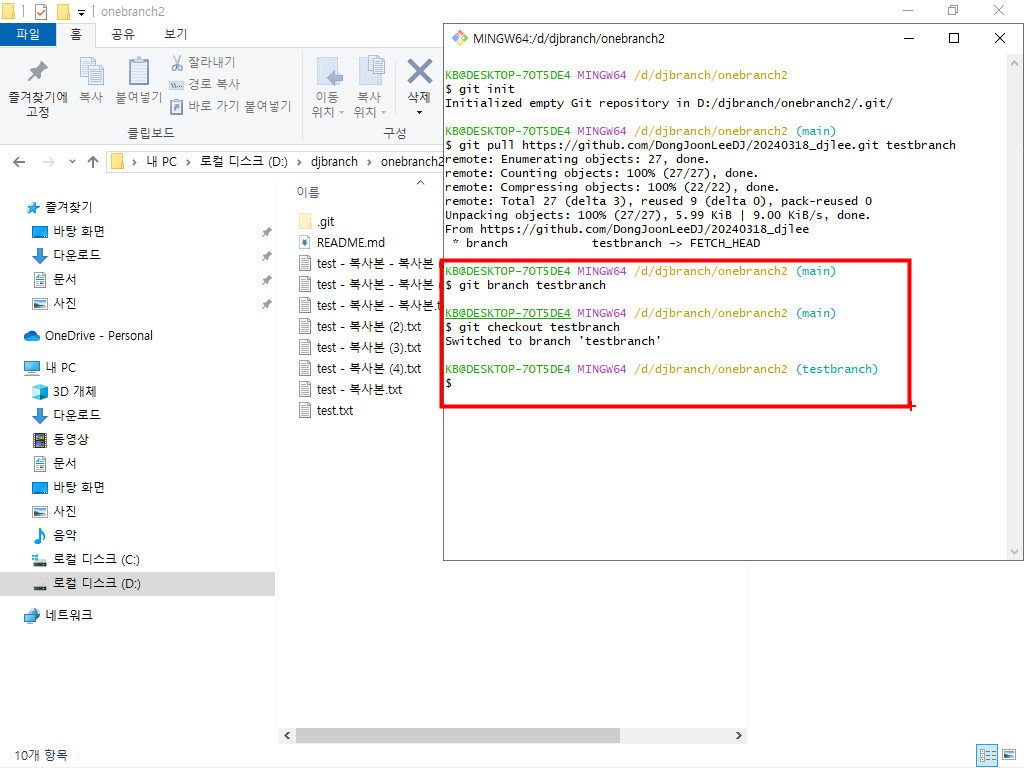 onebranch2
파일
홈
공유
보기
즐겨찾기에
고정
복사
붙여넣기
잘라내기
경로 복사
바로 가기 붙여넣기
이동
위치
복사
위치
삭제
클립보드
구성
내 PC
로컬 디스크 (D:)
djbranch
onebranch2
즐겨찾기
바탕 화면
다운로드
문서
사진
OneDrive - Personal
내 PC
3D 개체
다운로드
동영상
문서
바탕 화면
사진
음악
로컬 디스크 (C:)
로컬 디스크 (D:)
네트워크
이름
.git
README.md
test - 복사본 - 복사본
test - 복사본 - 복사본
test - 복사본 - 복사본.t
test - 복사본 (2).txt
test - 복사본 (3).txt
test - 복사본 (4).txt
test - 복사본.txt
test.txt
10개 항목
MINGW64:/d/djbranch/onebranch2
KB@DESKTOP-7OT5DE4 MINGW64 /d/djbranch/onebranch2
$ git init
Initialized empty Git repository in D:/djbranch/onebranch2/.git/
KB@DESKTOP-7OT5DE4 MINGW64 /d/djbranch/onebranch2 (main)
$ git pull https://github.com/DongJoonLeeDJ/20240318_djlee.git testbranch
remote: Enumerating objects: 27, done.
remote: Counting objects: 100% (27/27), done.
remote: Compressing objects: 100% (22/22), done.
remote: Total 27 (delta 3), reused 9 (delta 0), pack-reused 0
Unpacking objects: 100% (27/27), 5.99 KiB | 9.00 KiB/s, done.
From https://github.com/DongJoonLeeDJ/20240318_djlee
* branch testbranch -> FETCH_HEAD
KB@DESKTOP-7OT5DE4 MINGW64 /d/djbranch/onebranch2 (main)
$ git branch testbranch
KB@DESKTOP-7OT5DE4 MINGW64 /d/djbranch/onebranch2 (main)
$ git checkout testbranch
Switched to branch 'testbranch'
KB@DESKTOP-7OT5DE4 MINGW64 /d/djbranch/onebranch2 (testbranch)
$